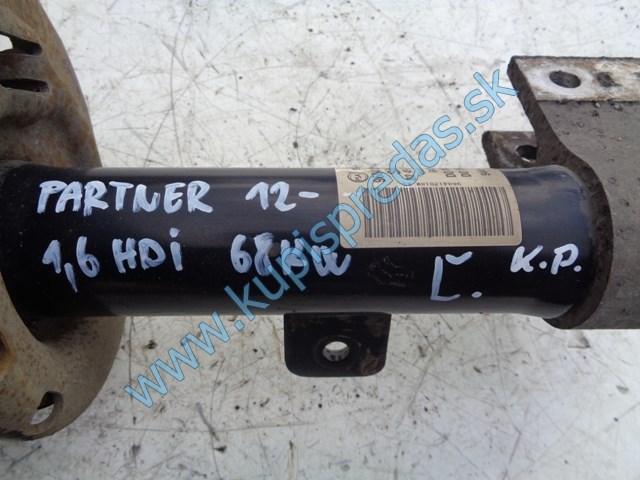 PARTNER 12-
1,6 HDi 68KW Ľ. K.P.
www.kupispredas.sk